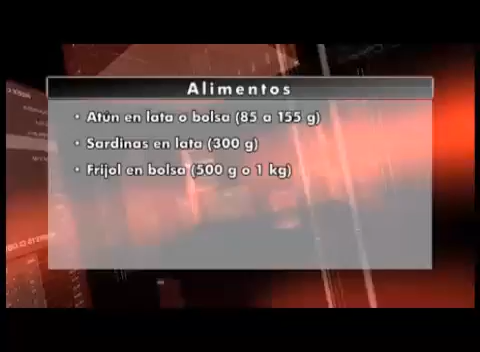 Alimentos
• Atún en lata o bolsa (85 a 155 g)
• Sardinas en lata (300 g)
• Frijol en bolsa (500 g o 1 kg)